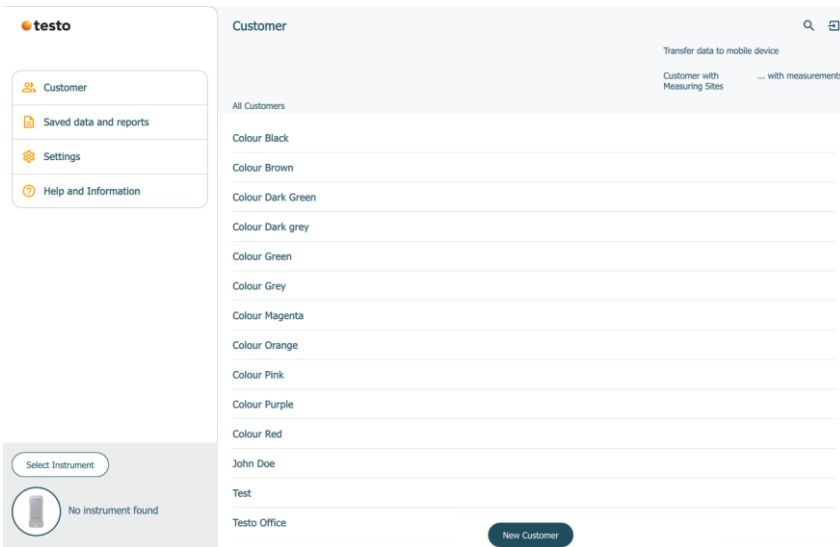 testo
Customer
Saved data and reports
Settings
Help and Information
Select Instrument
No instrument found
Customer
Transfer data to mobile device
Customer with
Measuring Sites
... with measurements
All Customers
Colour Black
Colour Brown
Colour Dark Green
Colour Dark grey
Colour Green
Colour Grey
Colour Magenta
Colour Orange
Colour Pink
Colour Purple
Colour Red
John Doe
Test
Testo Office
New Customer